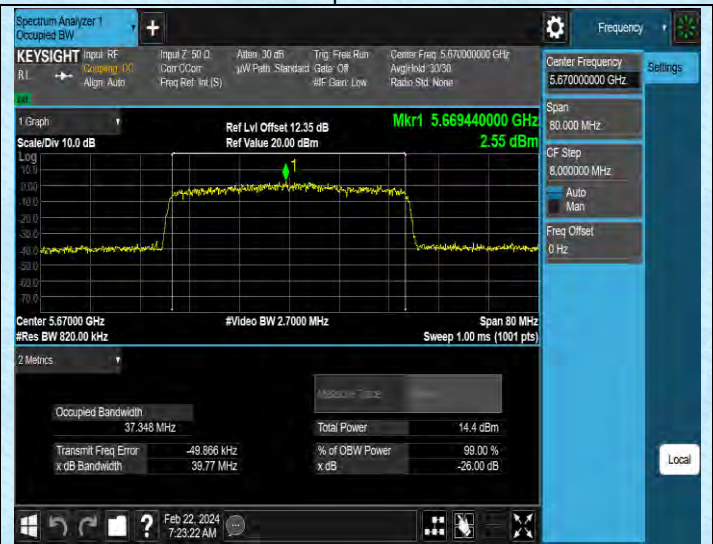 Spectrum Analyzer 1
Occupied BW
Frequency
KEYSIGHT
Input: RF
Coupling: DC
Align: Auto
RL
Input Z: 50 Ω
Corr CCorr
Freq Ref: Int (S)
Atten: 30 dB
µW Path: Standard
Trig: Free Run
Gate: Off
#IF Gain: Low
Center Freq: 5.670000000 GHz
Avg|Hold: 30/30
Radio Std: None
Center Frequency
5.670000000 GHz
Settings
Span
80.000 MHz
CF Step
8.000000 MHz
Auto
Man
Freq Offset
0 Hz
1 Graph
Scale/Div 10.0 dB
Ref Lvl Offset 12.35 dB
Ref Value 20.00 dBm
Mkr1 5.669440000 GHz
2.55 dBm
Log
10.0
0.00
-10.0
-20.0
-30.0
-40.0
-50.0
-60.0
-70.0
1
Center 5.67000 GHz
#Res BW 820.00 kHz
#Video BW 2.7000 MHz
Span 80 MHz
Sweep 1.00 ms (1001 pts)
2 Metrics
Measure Trace
Occupied Bandwidth
37.348 MHz
Total Power
14.4 dBm
Transmit Freq Error
-49.866 kHz
% of OBW Power
99.00 %
x dB Bandwidth
39.77 MHz
x dB
-26.00 dB
Local
Feb 22, 2024
7:23:22 AM